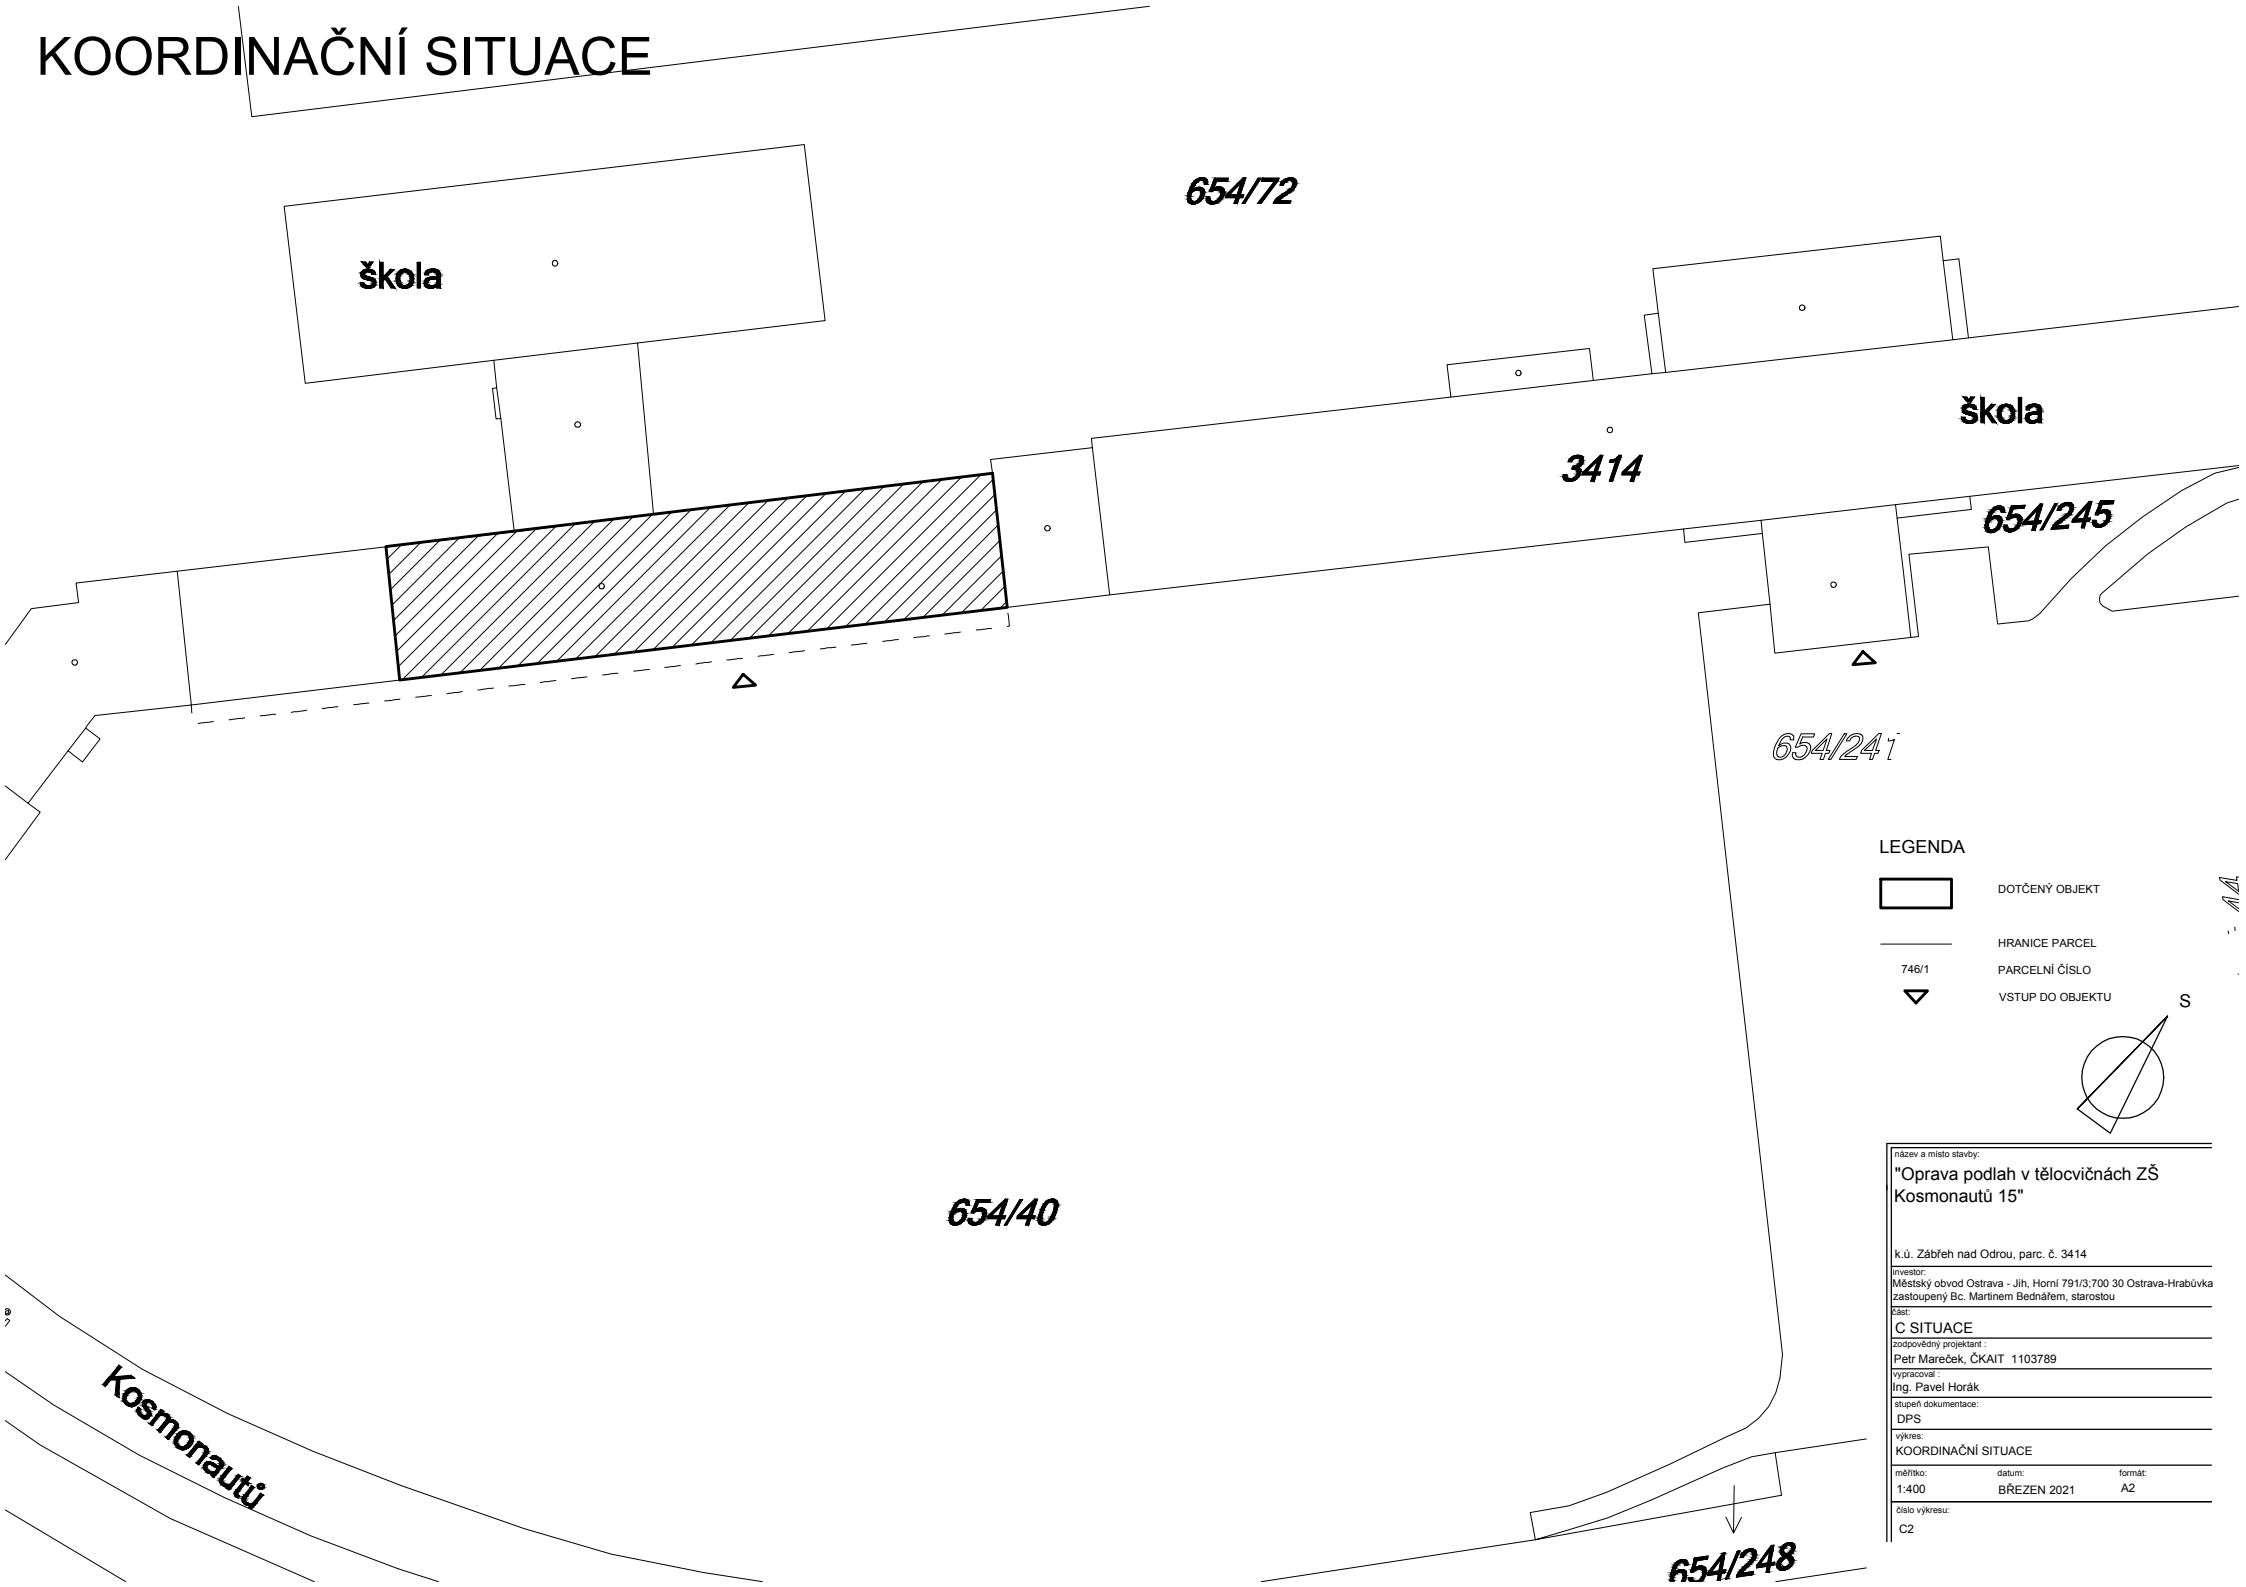 KOORDINAČNÍ SITUACE
654/72
škola
škola
3414
654/245
654/241
LEGENDA
DOTČENÝ OBJEKT
HRANICE PARCEL
746/1 PARCELNÍ ČÍSLO
VSTUP DO OBJEKTU
S
654/40
Kosmonautů
654/248
název a místo stavby:
"Oprava podlah v tělocvičnách ZŠ
Kosmonautů 15"
k.ú. Zábřeh nad Odrou, parc. č. 3414
investor:
Městský obvod Ostrava - Jih, Horní 791/3;700 30 Ostrava-Hrabůvka
zastoupený Bc. Martinem Bednářem, starostou
část:
C SITUACE
zodpovědný projektant :
Petr Mareček, ČKAIT 1103789
vypracoval :
Ing. Pavel Horák
stupeň dokumentace:
DPS
výkres:
KOORDINAČNÍ SITUACE
měřítko: datum: formát:
1:400 BŘEZEN 2021 A2
číslo výkresu:
C2